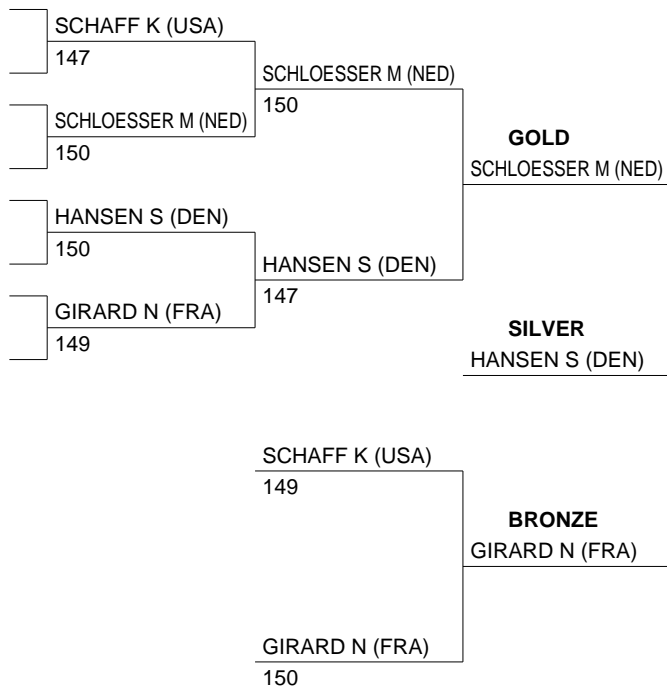 SCHAFF K (USA)
147
SCHLOESSER M (NED)
150
SCHLOESSER M (NED)
150
GOLD
SCHLOESSER M (NED)
HANSEN S (DEN)
150
HANSEN S (DEN)
147
GIRARD N (FRA)
149
SILVER
HANSEN S (DEN)
SCHAFF K (USA)
149
BRONZE
GIRARD N (FRA)
GIRARD N (FRA)
150